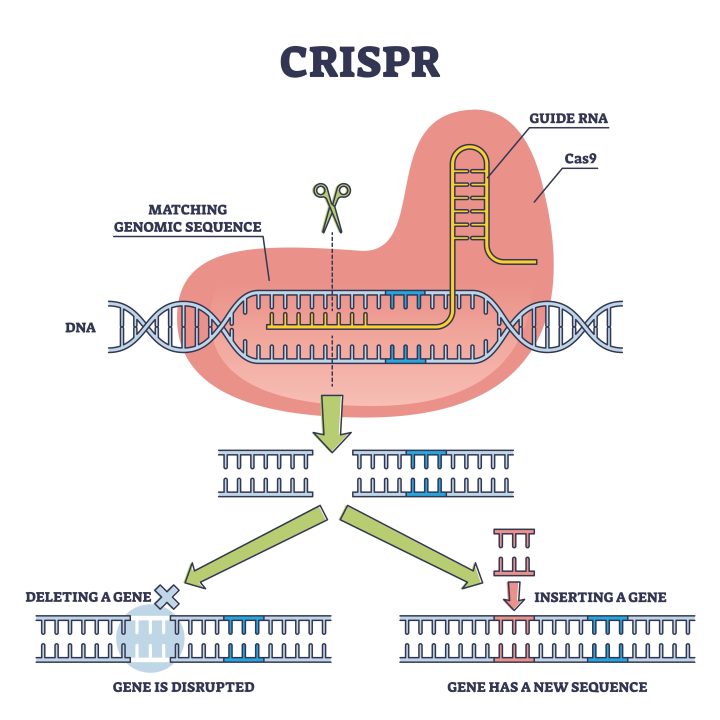 CRISPR
GUIDE RNA
Cas9
MATCHING
GENOMIC SEQUENCE
DNA
DELETING A GENE
INSERTING A GENE
GENE IS DISRUPTED
GENE HAS A NEW SEQUENCE